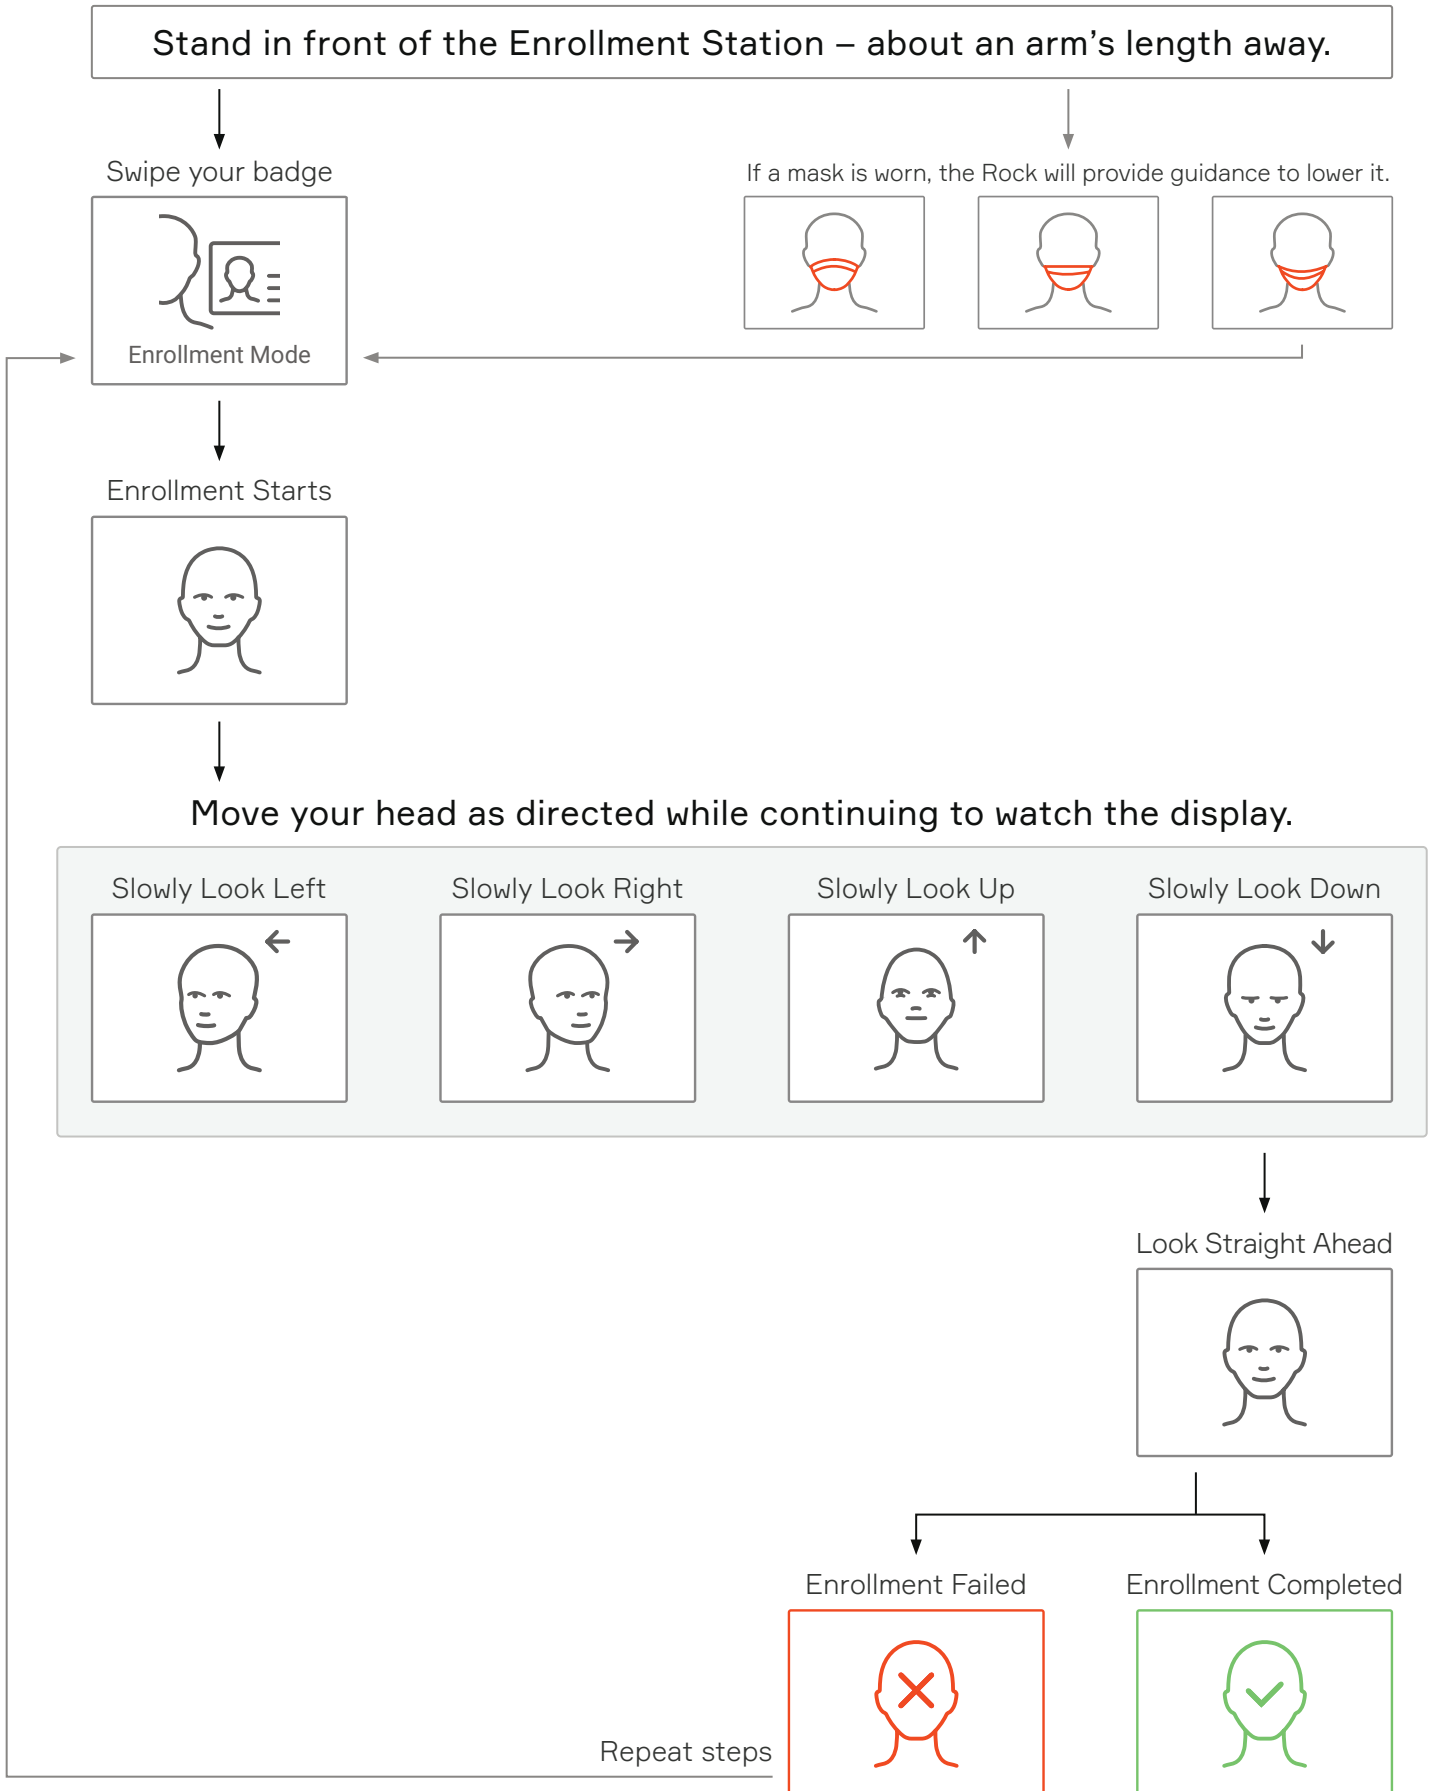 Stand in front of the Enrollment Station – about an arm’s length away.
Swipe your badge
If a mask is worn, the Rock will provide guidance to lower it.
Enrollment Mode
Enrollment Starts
Move your head as directed while continuing to watch the display.
Slowly Look Left
Slowly Look Right
Slowly Look Up
Slowly Look Down
Look Straight Ahead
Enrollment Failed
Enrollment Completed
Repeat steps